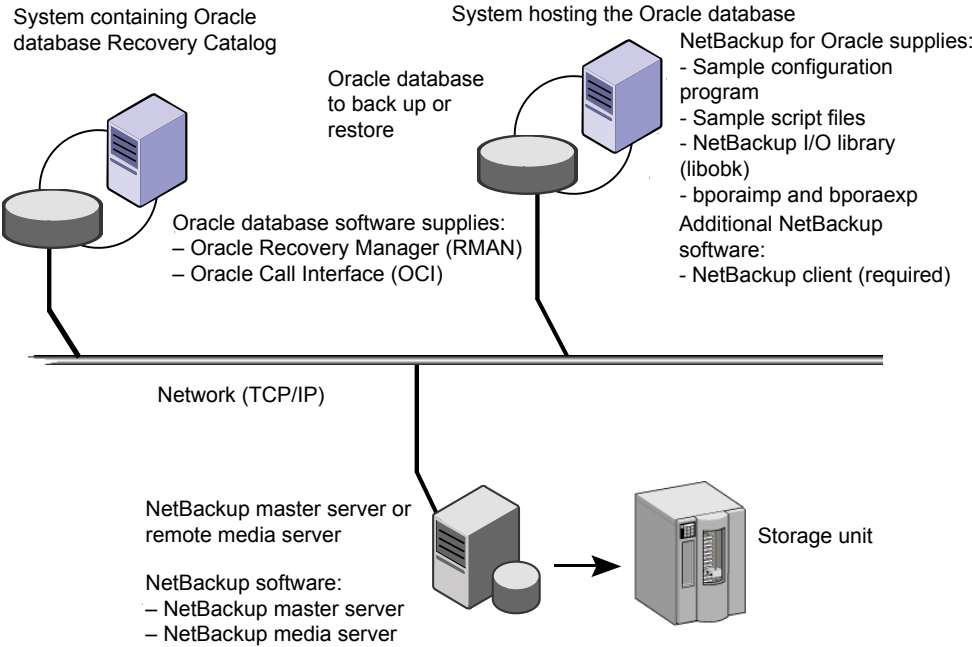 System containing Oracle
database Recovery Catalog
System hosting the Oracle database
Oracle database
to back up or
restore
NetBackup for Oracle supplies:
- Sample configuration
program
- Sample script files
- NetBackup I/O library
(libobk)
- bporaimp and bporaexp
Additional NetBackup
software:
- NetBackup client (required)
Oracle database software supplies:
– Oracle Recovery Manager (RMAN)
– Oracle Call Interface (OCI)
Network (TCP/IP)
NetBackup master server or
remote media server
NetBackup software:
– NetBackup master server
– NetBackup media server
Storage unit